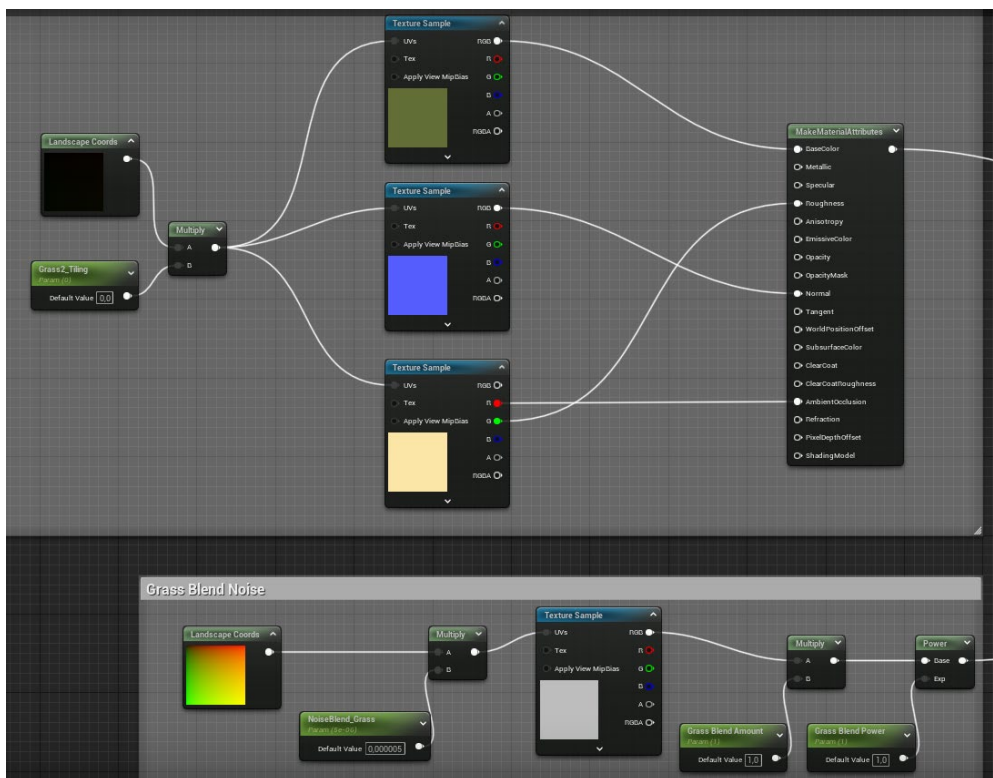 Texture Sample
UVs RGB
Tex R
Apply View MipBias G
B
A
RGBA
Landscape Coords
Multiply
A
B
Grass2_Tiling
Param (0)
Default Value 0,0
Texture Sample
UVs RGB
Tex R
Apply View MipBias G
B
A
RGBA
Texture Sample
UVs RGB
Tex R
Apply View MipBias G
B
A
RGBA
MakeMaterialAttributes
BaseColor
Metallic
Specular
Roughness
Anisotropy
EmissiveColor
Opacity
OpacityMask
Normal
Tangent
WorldPositionOffset
SubsurfaceColor
ClearCoat
ClearCoatRoughness
AmbientOcclusion
Refraction
PixelDepthOffset
ShadingModel
Grass Blend Noise
Landscape Coords
Multiply
A
B
NoiseBlend_Grass
Param (5e-06)
Default Value 0,000005
Texture Sample
UVs RGB
Tex R
Apply View MipBias G
B
A
RGBA
Multiply
A
B
Grass Blend Amount
Param (1)
Default Value 1,0
Power
Base
Exp
Grass Blend Power
Param (1)
Default Value 1,0